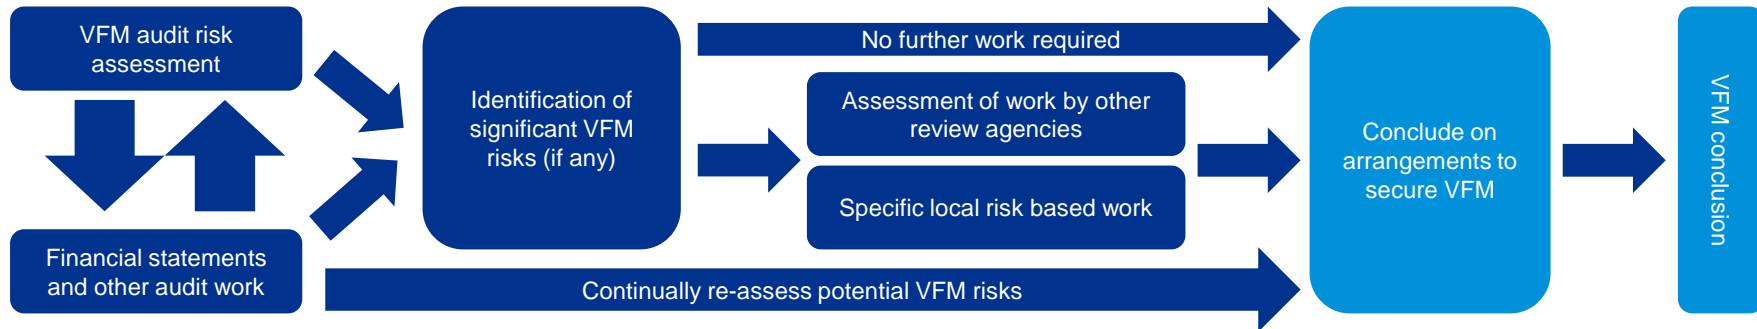 VFM audit risk
assessment
Financial statements
and other audit work
Identification of
significant VFM
risks (if any)
No further work required
Assessment of work by other
review agencies
Specific local risk based work
Continually re-assess potential VFM risks
Conclude on
arrangements to
secure VFM
VFM conclusion